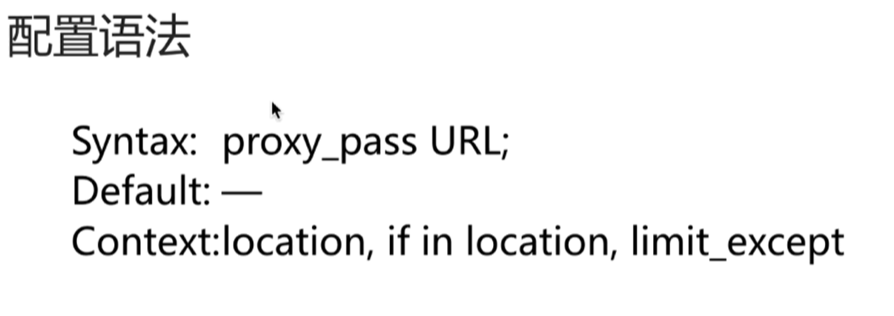 配置语法
Syntax: proxy_pass URL;
Default: —
Context:location, if in location, limit_except